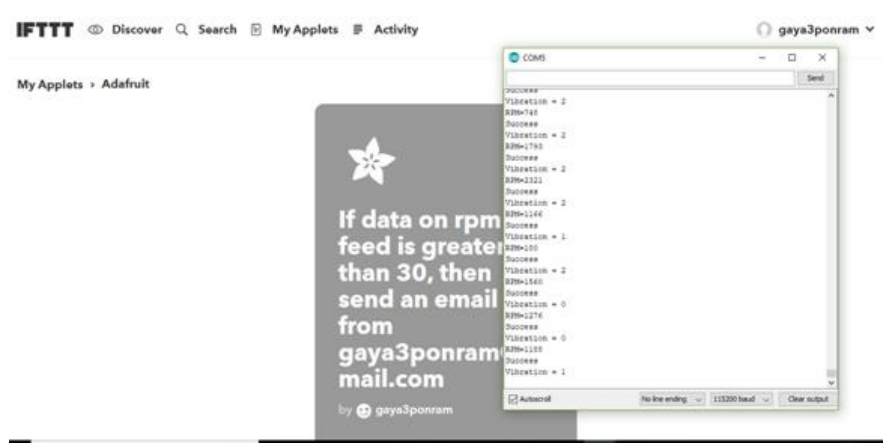 IFTTT Discover Search My Applets Activity gaya3ponram
My Applets > Adafruit
If data on rpm
feed is greater
than 30, then
send an email
from
gaya3ponram
mail.com
by gaya3ponram
COM5
Send
Success
Vibration = 2
RPM=748
Success
Vibration = 2
RPM=1793
Success
Vibration = 2
RPM=2321
Success
Vibration = 2
RPM=1166
Success
Vibration = 1
RPM=180
Success
Vibration = 2
RPM=1560
Success
Vibration = 0
RPM=1276
Success
Vibration = 0
RPM=1188
Success
Vibration = 1
Autoscroll No line ending 115200 baud Clear output